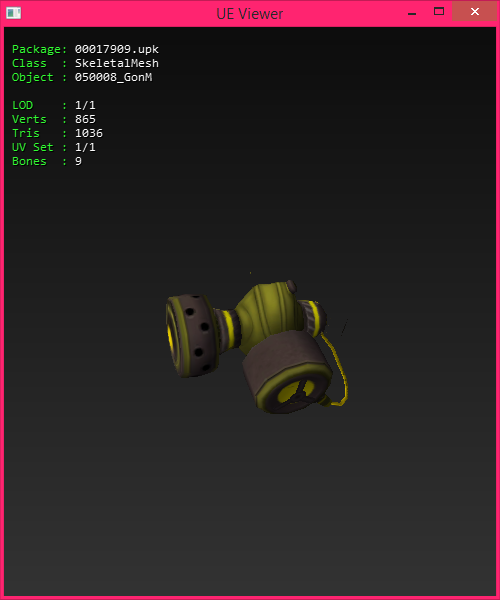 UE Viewer
Package: 00017909.upk
Class  : SkeletalMesh
Object : 050008_GonM
LOD    : 1/1
Verts  : 865
Tris   : 1036
UV Set : 1/1
Bones  : 9